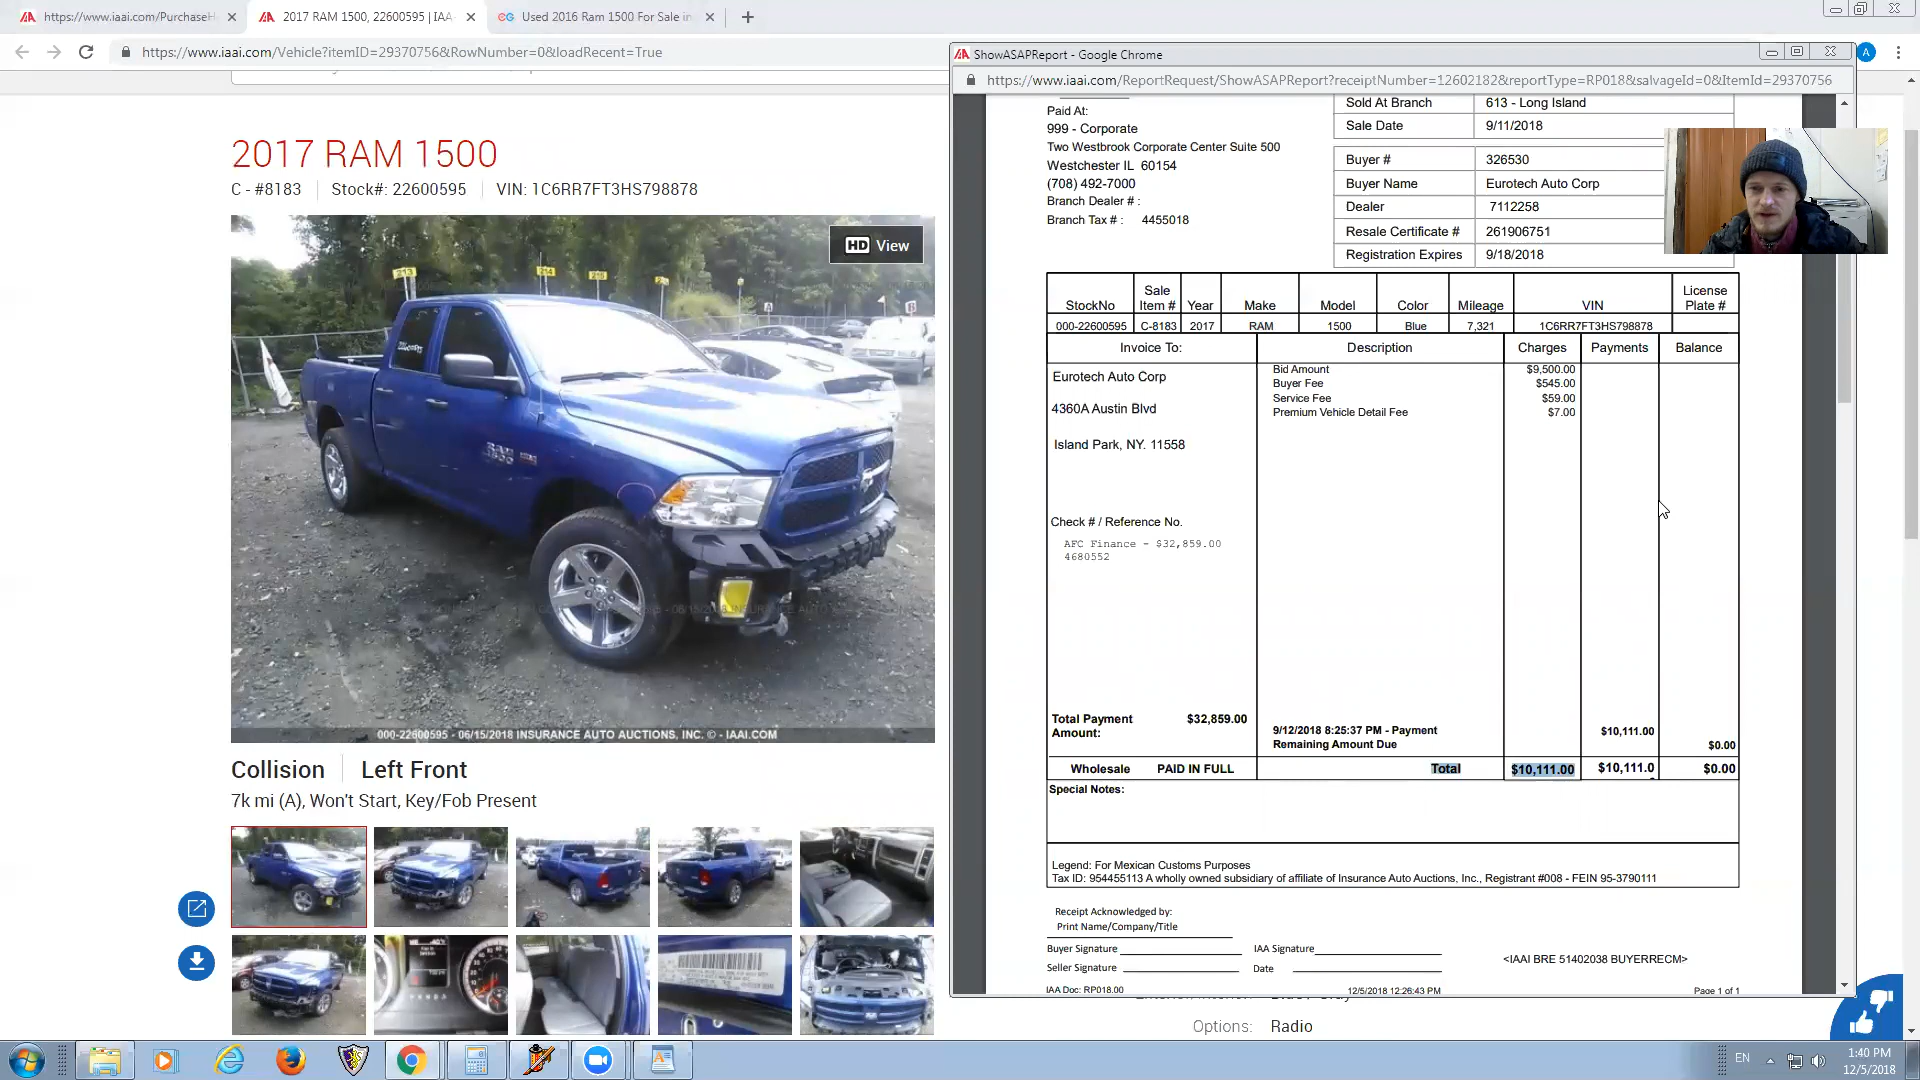 https://www.iaai.com/PurchaseH
2017 RAM 1500, 22600595 | IAA
Used 2016 Ram 1500 For Sale in
https://www.iaai.com/Vehicle?itemID=29370756&RowNumber=0&loadRecent=True
2017 RAM 1500
C - #8183 Stock#: 22600595 VIN: 1C6RR7FT3HS798878
HD View
000-22600595 - 06/15/2018 INSURANCE AUTO AUCTIONS, INC. © - IAAI.COM
Collision Left Front
7k mi (A), Won't Start, Key/Fob Present
ShowASAPReport - Google Chrome
https://www.iaai.com/ReportRequest/ShowASAPReport?receiptNumber=12602182&reportType=RP018&salvageId=0&ItemId=29370756
Paid At:
999 - Corporate
Two Westbrook Corporate Center Suite 500
Westchester IL 60154
(708) 492-7000
Branch Dealer # :
Branch Tax # : 4455018
Sold At Branch 613 - Long Island
Sale Date 9/11/2018
Buyer # 326530
Buyer Name Eurotech Auto Corp
Dealer 7112258
Resale Certificate # 261906751
Registration Expires 9/18/2018
StockNo Sale Item # Year Make Model Color Mileage VIN License Plate #
000-22600595 C-8183 2017 RAM 1500 Blue 7,321 1C6RR7FT3HS798878
Invoice To: Description Charges Payments Balance
Eurotech Auto Corp
4360A Austin Blvd
Island Park, NY. 11558
Bid Amount $9,500.00
Buyer Fee $545.00
Service Fee $59.00
Premium Vehicle Detail Fee $7.00
Check # / Reference No.
AFC Finance - $32,859.00
4680552
Total Payment Amount: $32,859.00
9/12/2018 8:25:37 PM - Payment $10,111.00
Remaining Amount Due $0.00
Wholesale PAID IN FULL Total $10,111.00 $10,111.0 $0.00
Special Notes:
Legend: For Mexican Customs Purposes
Tax ID: 954455113 A wholly owned subsidiary of affiliate of Insurance Auto Auctions, Inc., Registrant #008 - FEIN 95-3790111
Receipt Acknowledged by:
Print Name/Company/Title
Buyer Signature IAA Signature
Seller Signature Date
<IAAI BRE 51402038 BUYERRECM>
IAA Doc: RP018.00 12/5/2018 12:26:43 PM Page 1 of 1
Options: Radio
EN
1:40 PM
12/5/2018